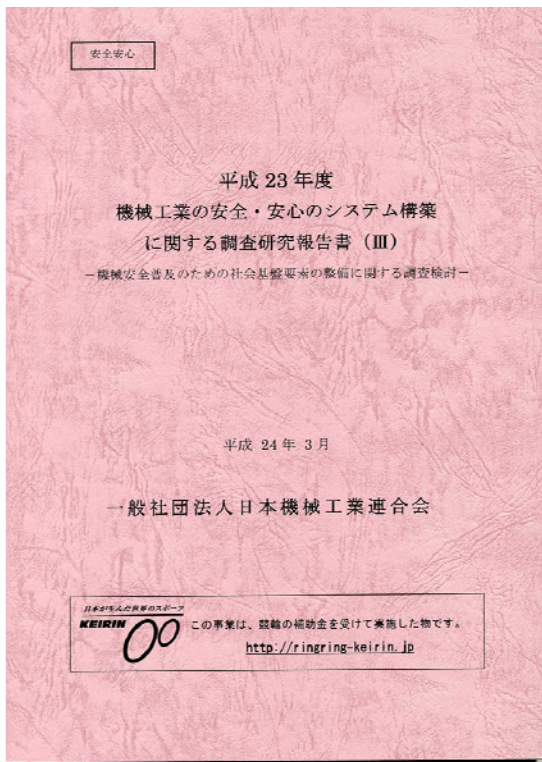 安全安心
平成 23 年度
機械工業の安全・安心のシステム構築
に関する調査研究報告書（Ⅲ）
－機械安全普及のための社会基盤要素の整備に関する調査検討－
平成 24 年 3 月
一般社団法人日本機械工業連合会
日本が生んだ世界のスポーツ
KEIRIN
この事業は、競輪の補助金を受けて実施した物です。
http://ringring-keirin.jp